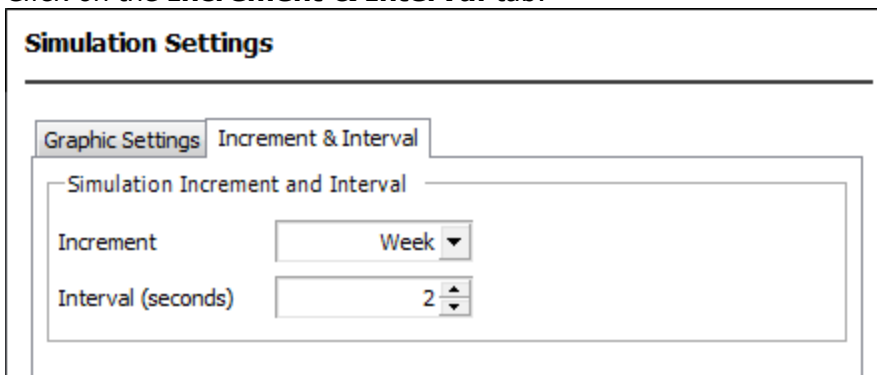 Click on the Increment & Interval tab.
Simulation Settings
Graphic Settings Increment & Interval
Simulation Increment and Interval
Increment Week
Interval (seconds) 2